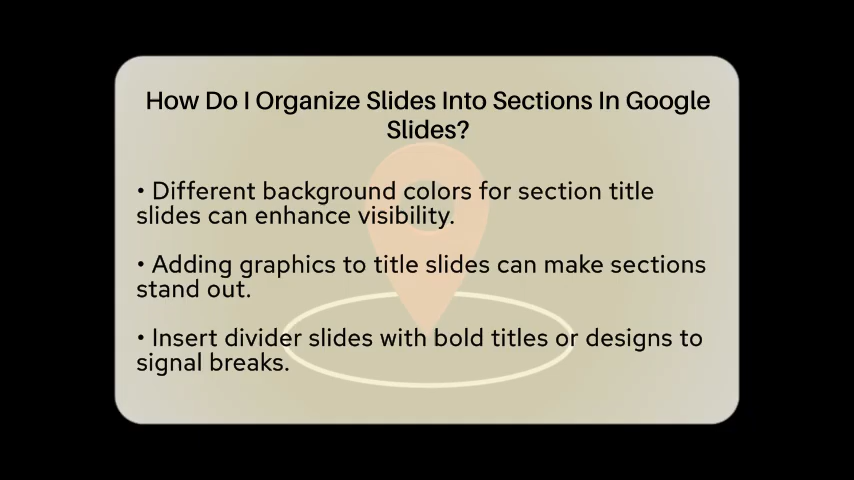 How Do I Organize Slides Into Sections In Google
Slides?
• Different background colors for section title
slides can enhance visibility.
• Adding graphics to title slides can make sections
stand out.
• Insert divider slides with bold titles or designs to
signal breaks.